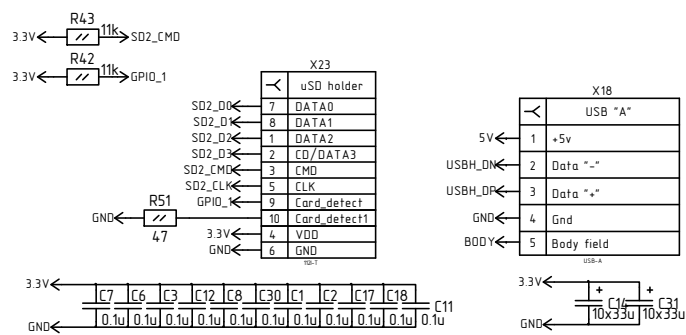 R43
3.3V 11k SD2_CMD
R42
3.3V 11k GPIO_1
X23
uSD holder
SD2_D0 7 DATA0
SD2_D1 8 DATA1
SD2_D2 1 DATA2
SD2_D3 2 CD/DATA3
SD2_CMD 3 CMD
SD2_CLK 5 CLK
GPIO_1 9 Card_detect
R51
GND 47 10 Card_detect1
3.3V 4 VDD
GND 6 GND
112I-T
X18
USB "A"
5V 1 +5v
USBH_DN 2 Data "-"
USBH_DP 3 Data "+"
GND 4 Gnd
BODY 5 Body field
USB-A
3.3V
C7 C6 C3 C12 C8 C30 C1 C2 C17 C18 C11
0.1u 0.1u 0.1u 0.1u 0.1u 0.1u 0.1u 0.1u 0.1u 0.1u 0.1u
GND
3.3V
+ +
C14 C31
10x33u 10x33u
GND